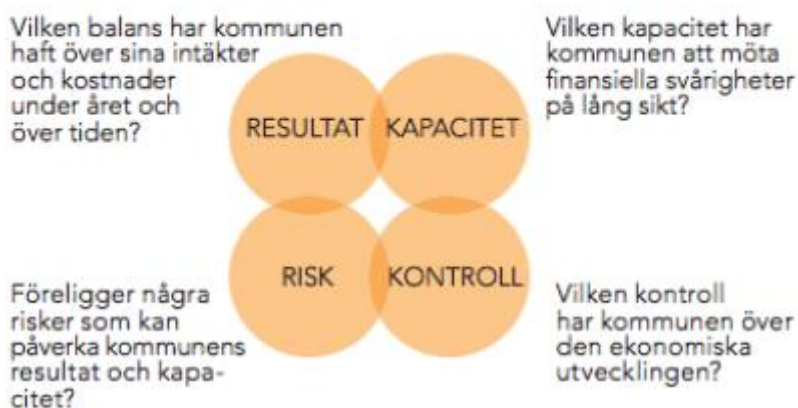 Vilken balans har kommunen
haft över sina intäkter
och kostnader
under året och
över tiden?
Vilken kapacitet har
kommunen att möta
finansiella svårigheter
på lång sikt?
RESULTAT
KAPACITET
RISK
KONTROLL
Föreligger några
risker som kan
påverka kommunens
resultat och kapa-
citet?
Vilken kontroll
har kommunen över
den ekonomiska
utvecklingen?